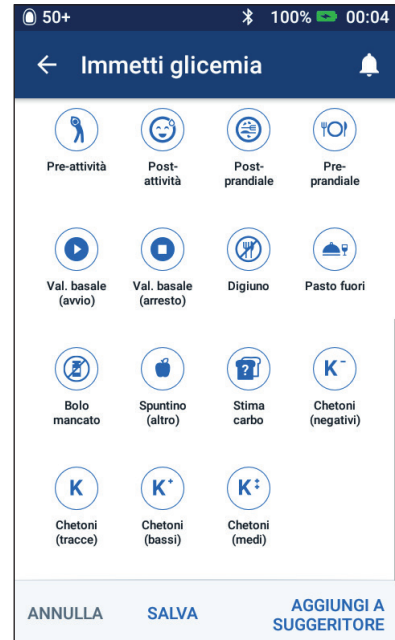 50+ 100% 00:04
Immetti glicemia
Pre-attività Post-attività Post-prandiale Pre-prandiale
Val. basale (avvio) Val. basale (arresto) Digiuno Pasto fuori
? K⁻
Bolo mancato Spuntino (altro) Stima carbo Chetoni (negativi)
K K⁺ K‡
Chetoni (tracce) Chetoni (bassi) Chetoni (medi)
ANNULLA SALVA AGGIUNGI A SUGGERITORE